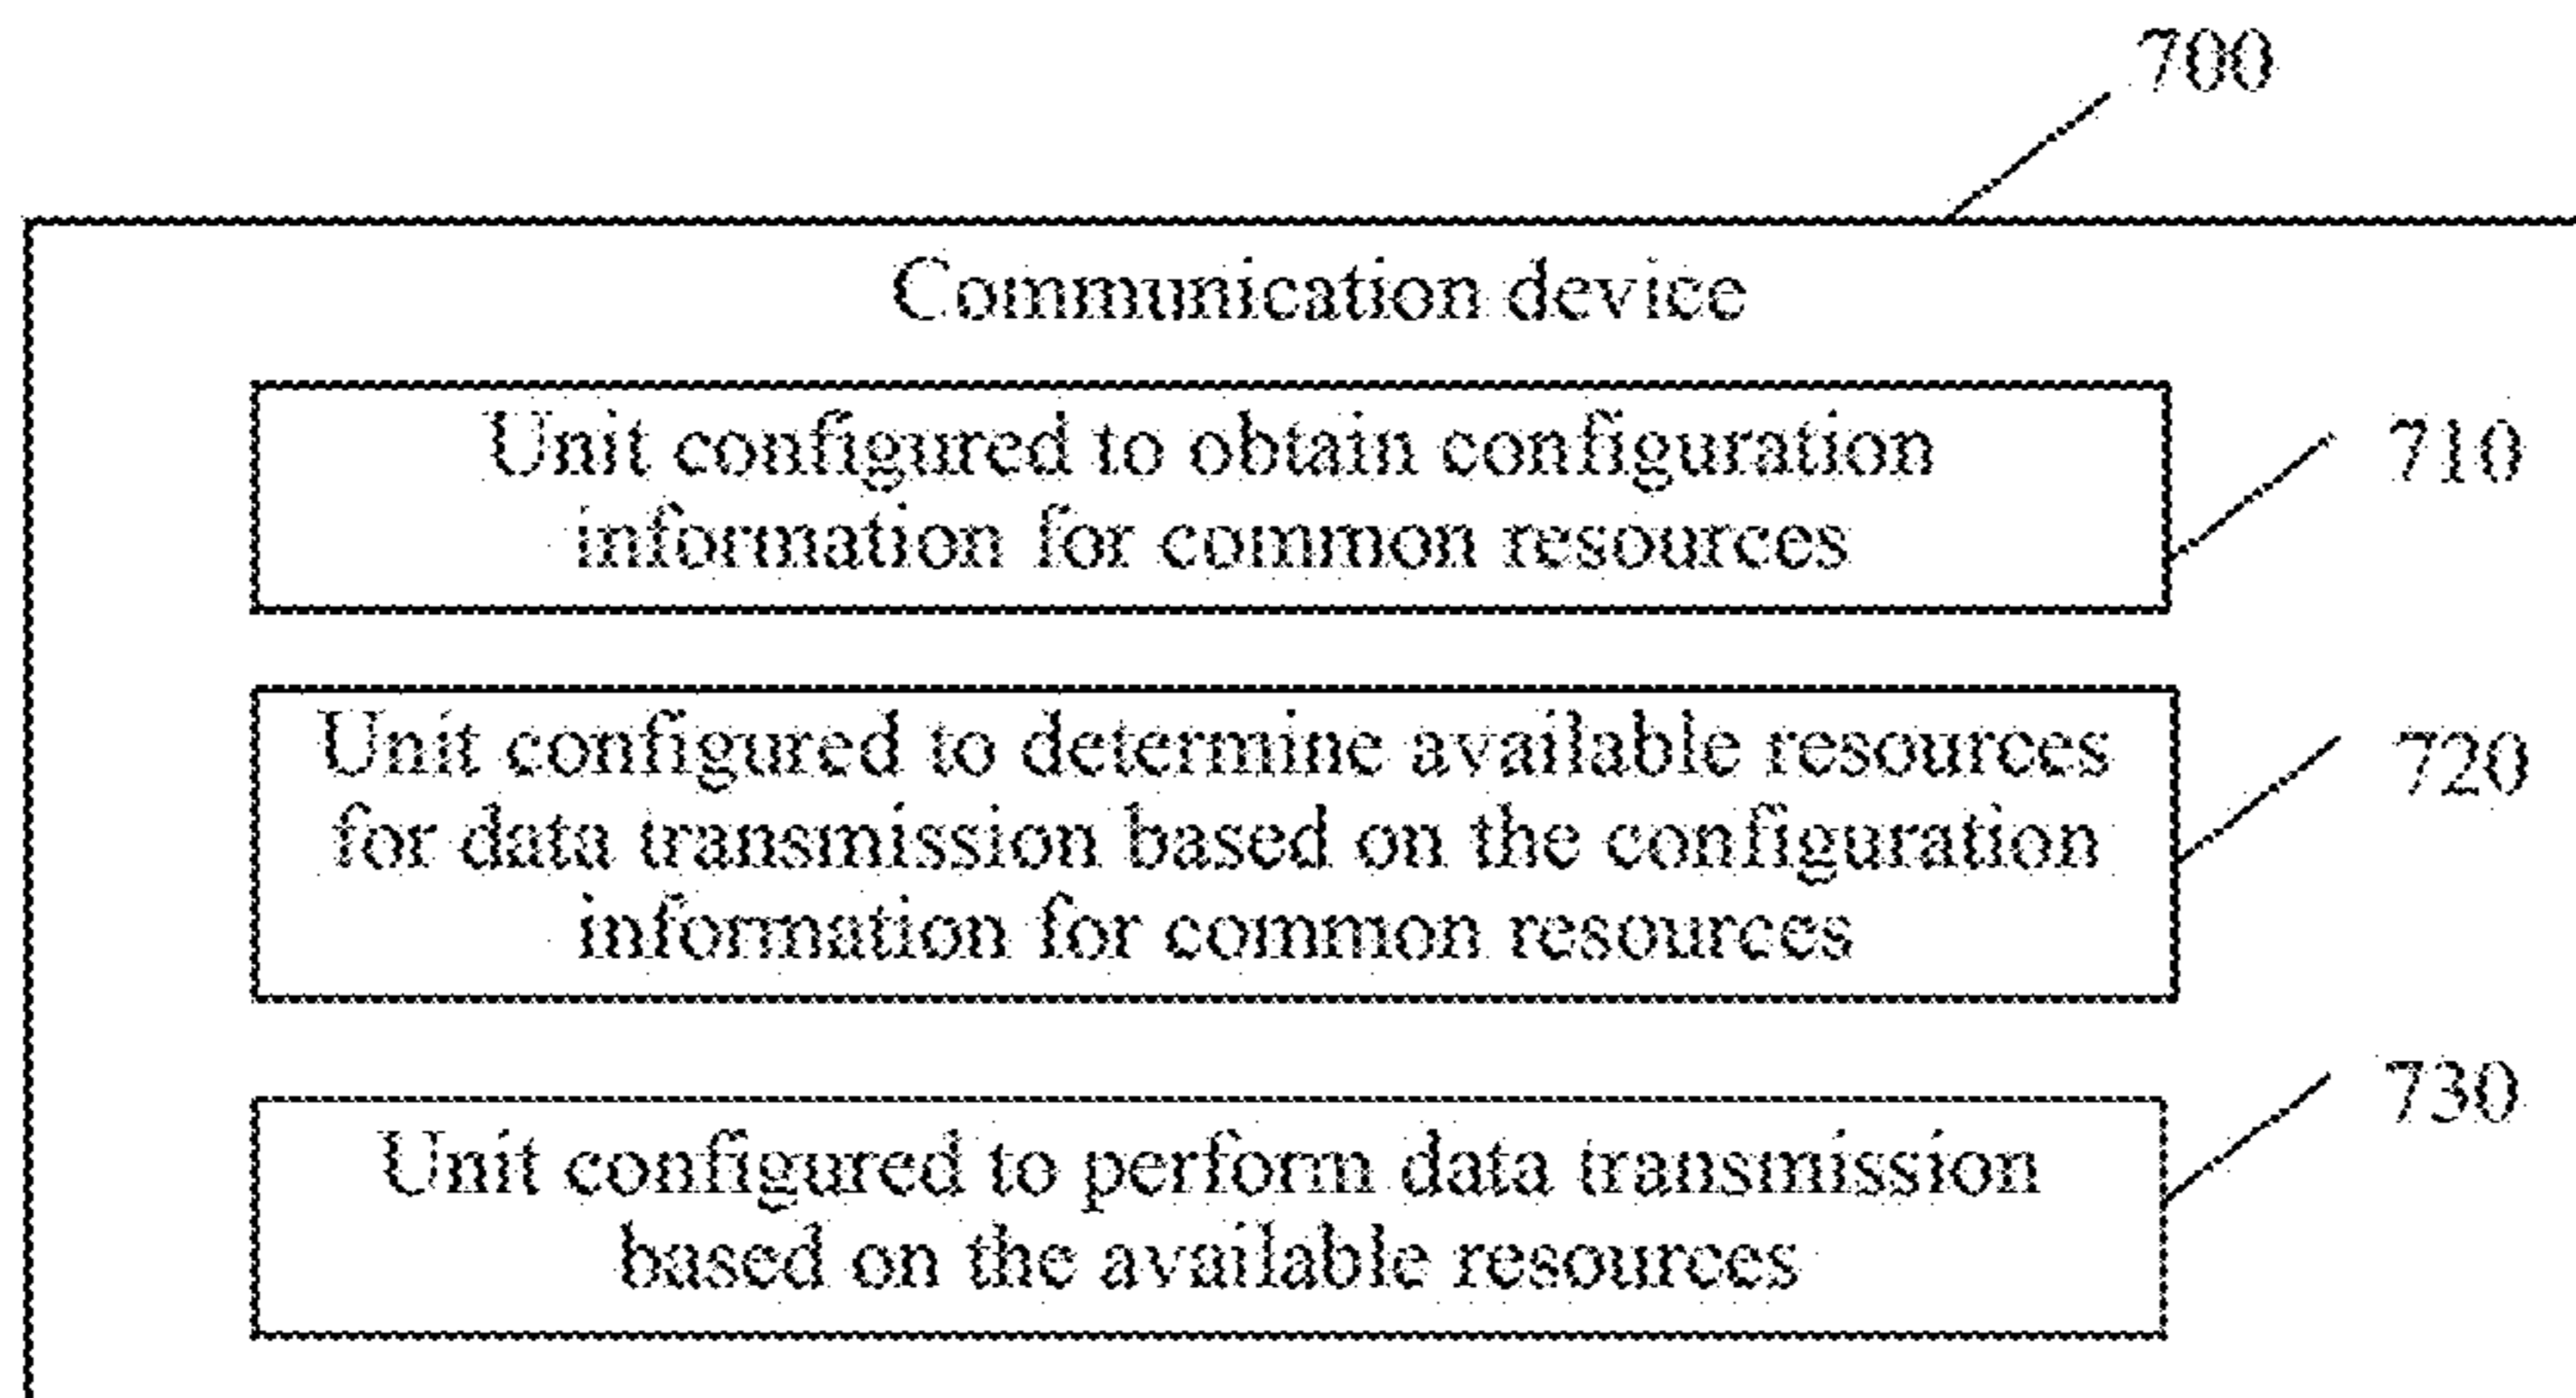 700
Communication device
Unit configured to obtain configuration
information for common resources
710
Unit configured to determine available resources
for data transmission based on the configuration
information for common resources
720
Unit configured to perform data transmission
based on the available resources
730